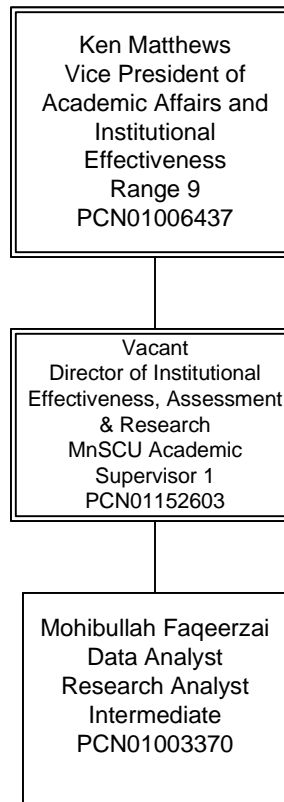 Ken Matthews
Vice President of
Academic Affairs and
Institutional
Effectiveness
Range 9
PCN01006437
Vacant
Director of Institutional
Effectiveness, Assessment
& Research
MnSCU Academic
Supervisor 1
PCN01152603
Mohibullah Faqeerzai
Data Analyst
Research Analyst
Intermediate
PCN01003370